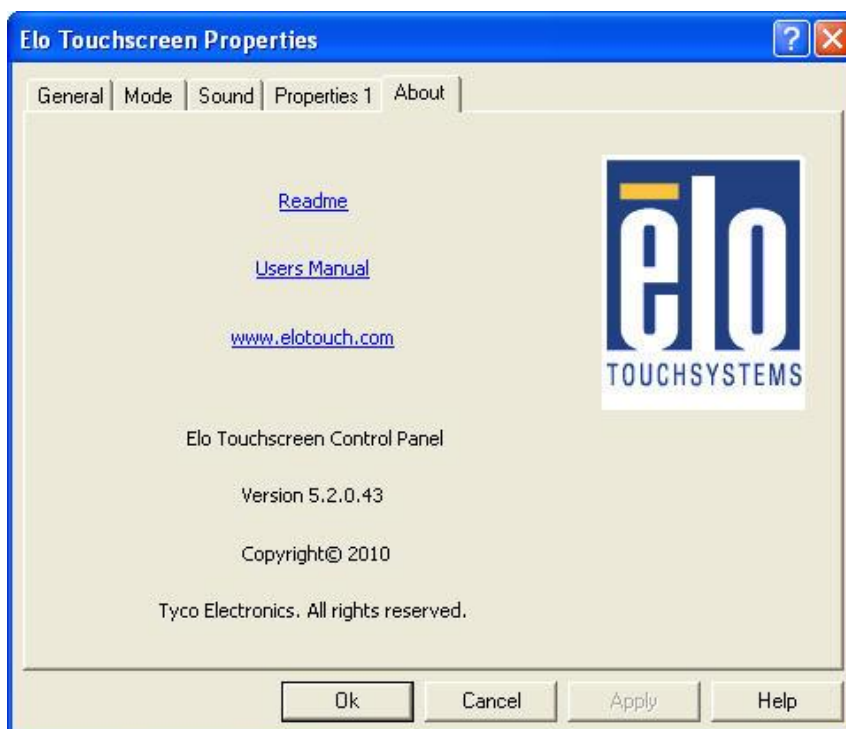 Elo Touchscreen Properties
General Mode Sound Properties 1 About
Readme
Users Manual
www.elotouch.com
ēlo
TOUCHSYSTEMS
Elo Touchscreen Control Panel
Version 5.2.0.43
Copyright© 2010
Tyco Electronics. All rights reserved.
Ok Cancel Apply Help